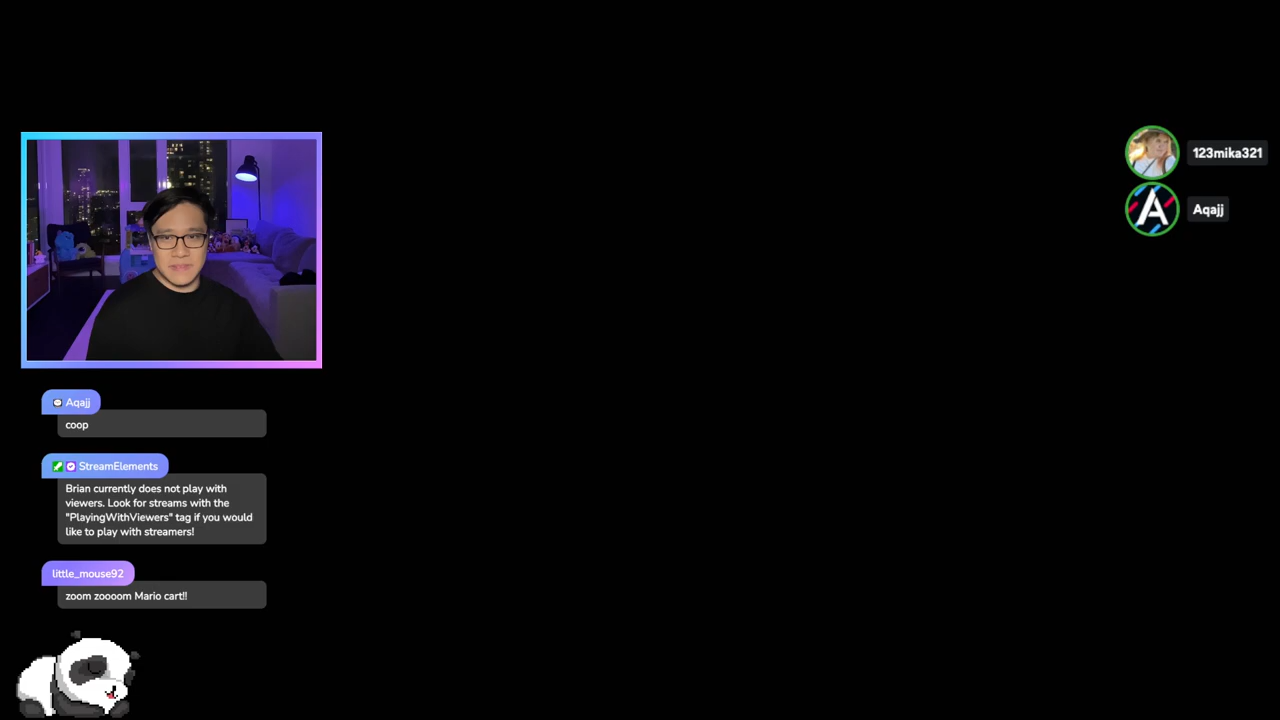 123mika321
Aqajj
Aqajj
coop
StreamElements
Brian currently does not play with
viewers. Look for streams with the
"PlayingWithViewers" tag if you would
like to play with streamers!
little_mouse92
zoom zoooom Mario cart!!